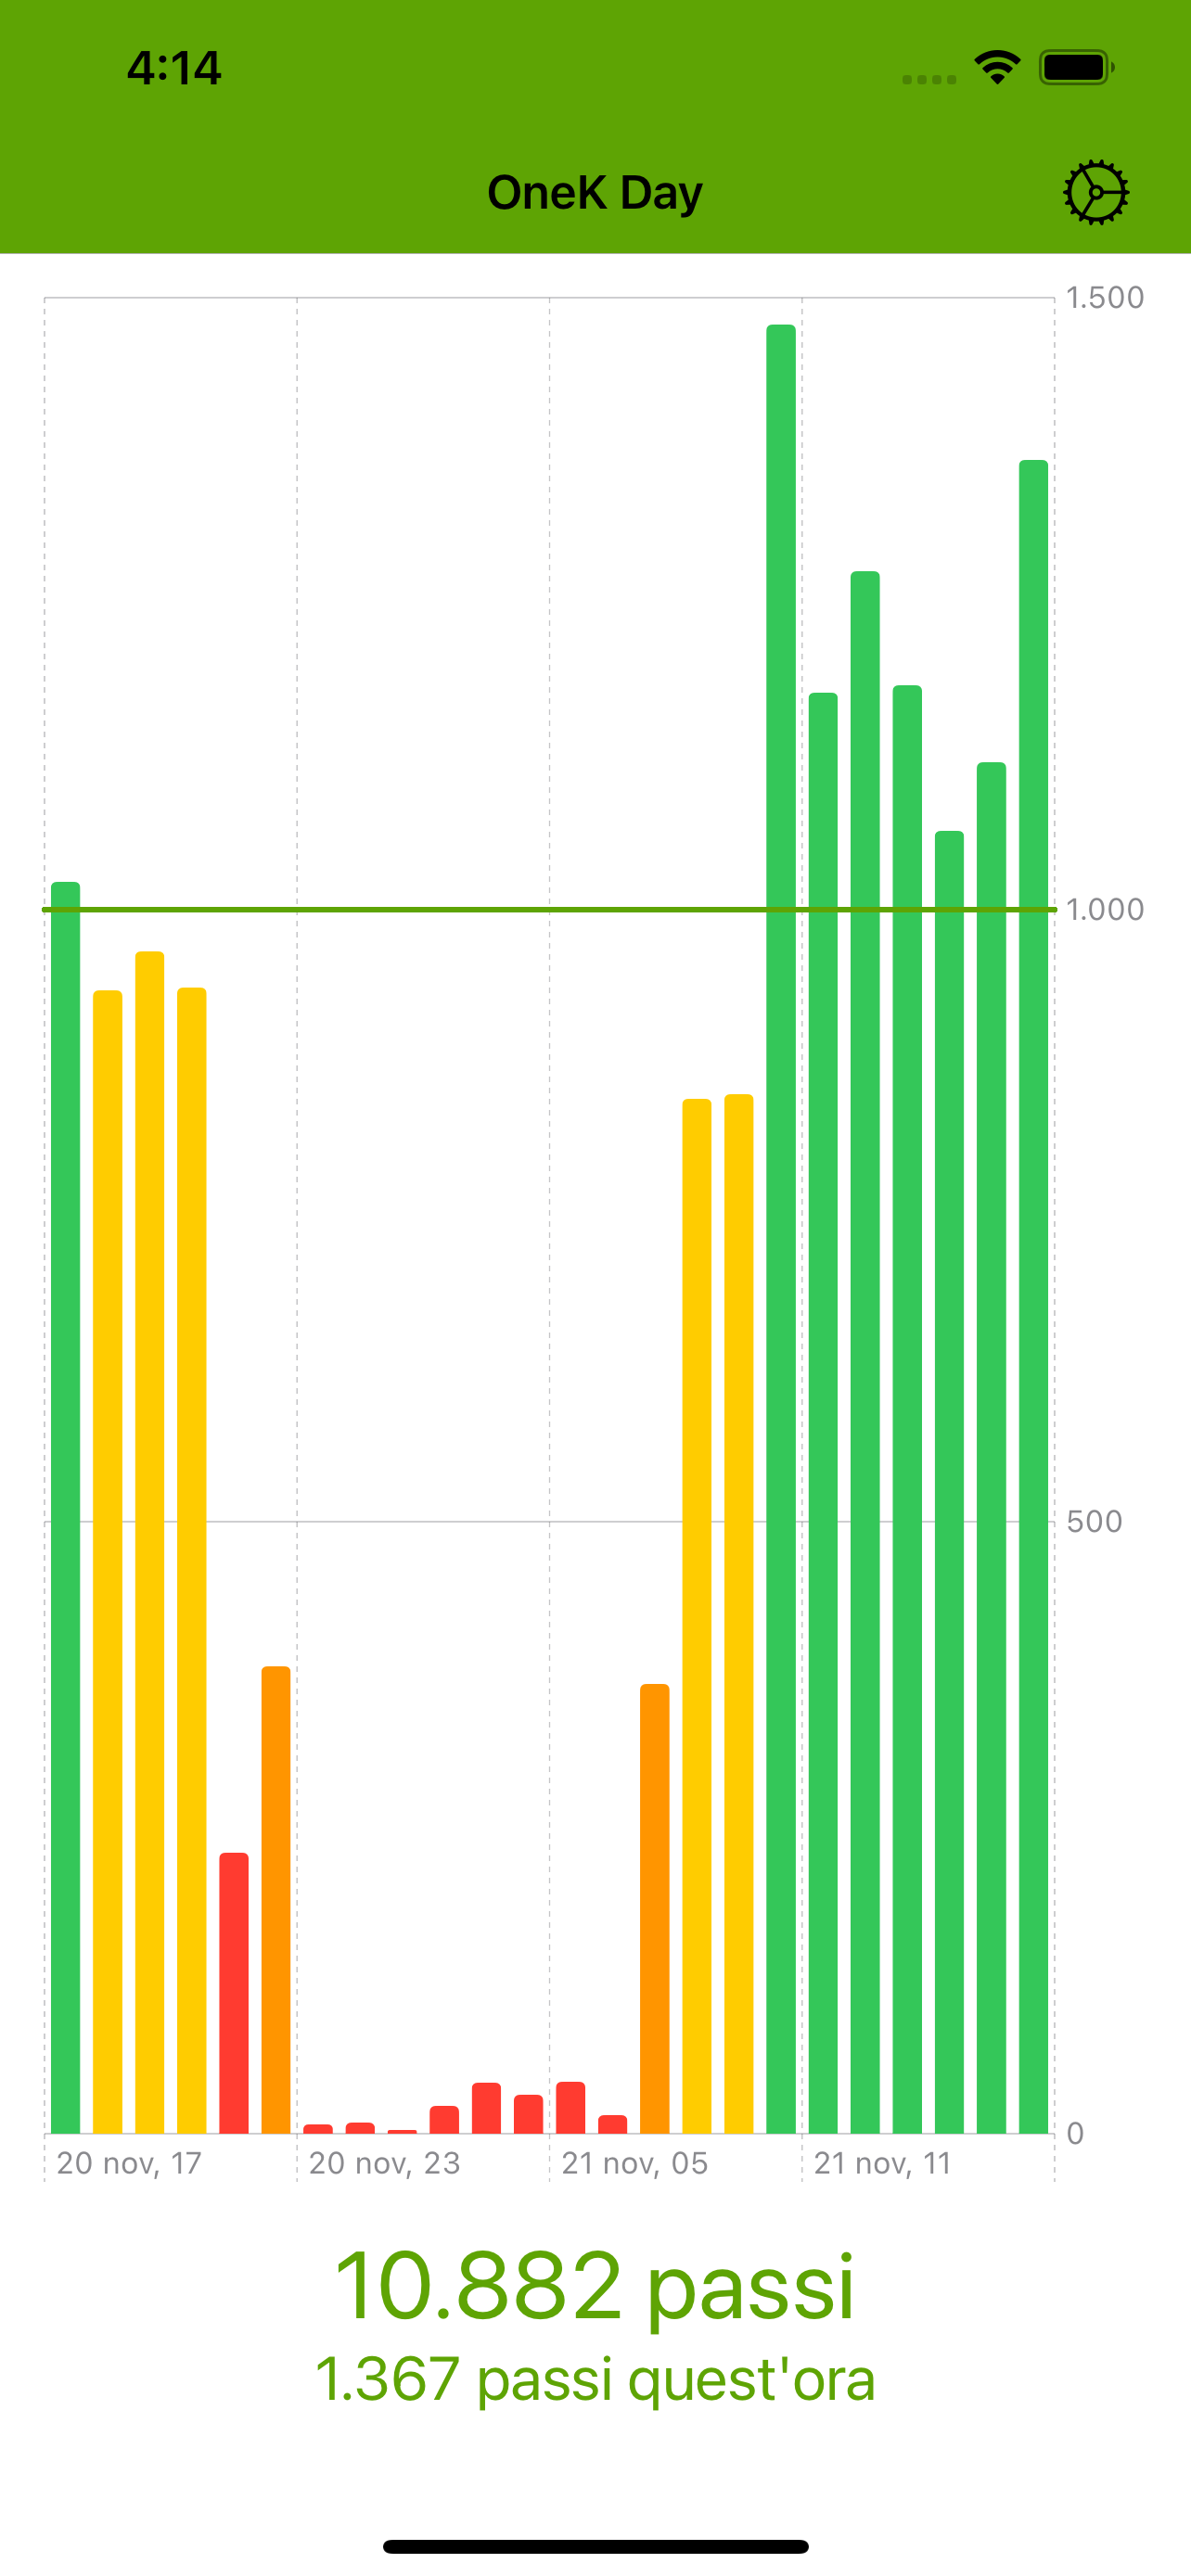 4:14
OneK Day
1.500
1.000
500
0
20 nov, 17
20 nov, 23
21 nov, 05
21 nov, 11
10.882 passi
1.367 passi quest'ora